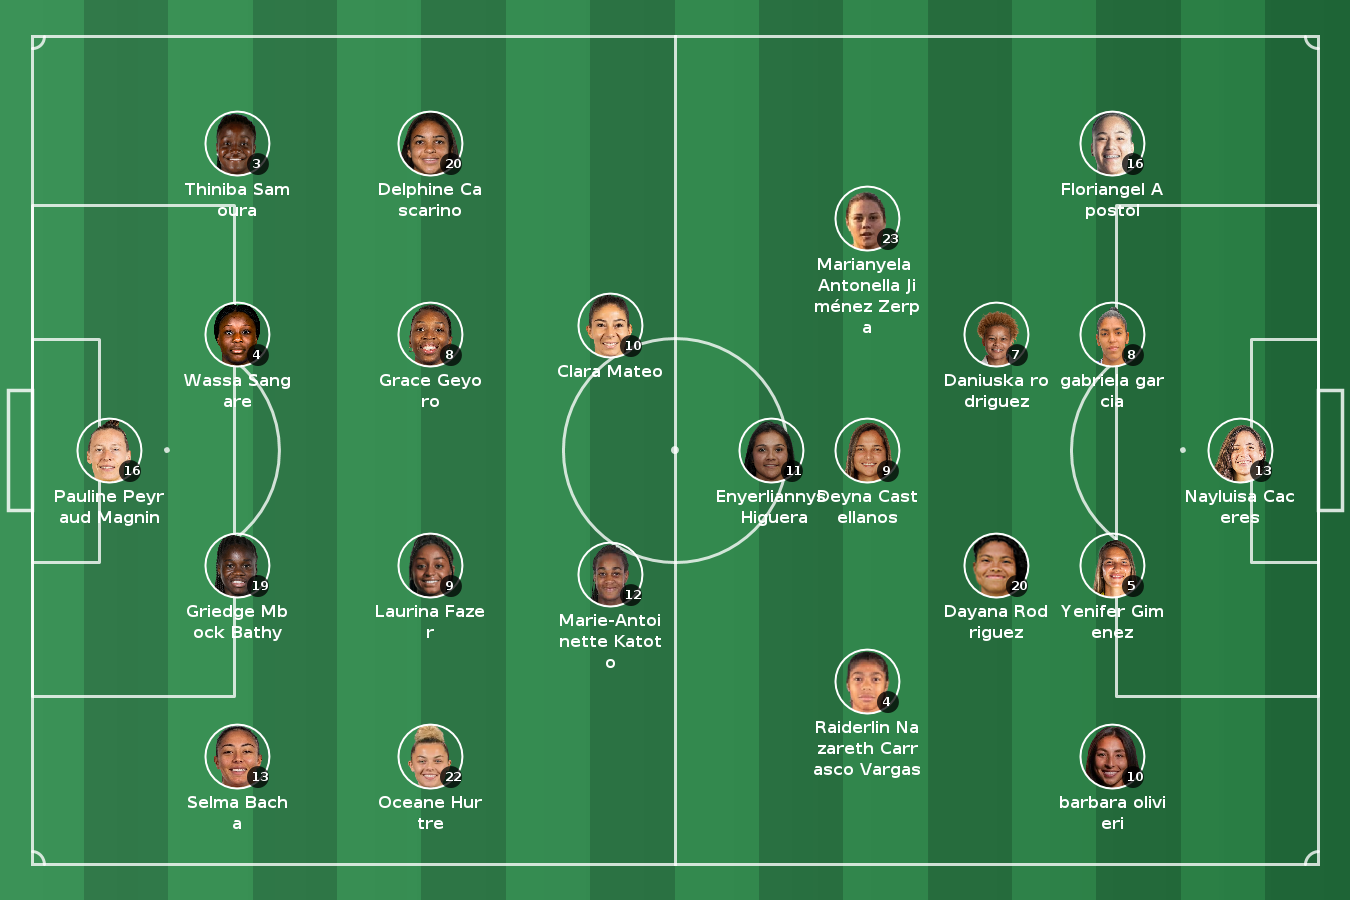 3
Thiniba Sam
oura
20
Delphine Ca
scarino
16
Floriangel A
postol
23
Marianyela
Antonella Ji
ménez Zerp
a
4
Wassa Sang
are
8
Grace Geyo
ro
10
Clara Mateo
7
Daniuska ro
driguez
8
gabriela gar
cia
16
Pauline Peyr
aud Magnin
11
Enyerliannys
Higuera
9
Deyna Cast
ellanos
13
Nayluisa Cac
eres
19
Griedge Mb
ock Bathy
9
Laurina Faze
r
12
Marie-Antoi
nette Katot
o
20
Dayana Rod
riguez
5
Yenifer Gim
enez
4
Raiderlin Na
zareth Carr
asco Vargas
13
Selma Bach
a
22
Oceane Hur
tre
10
barbara olivi
eri